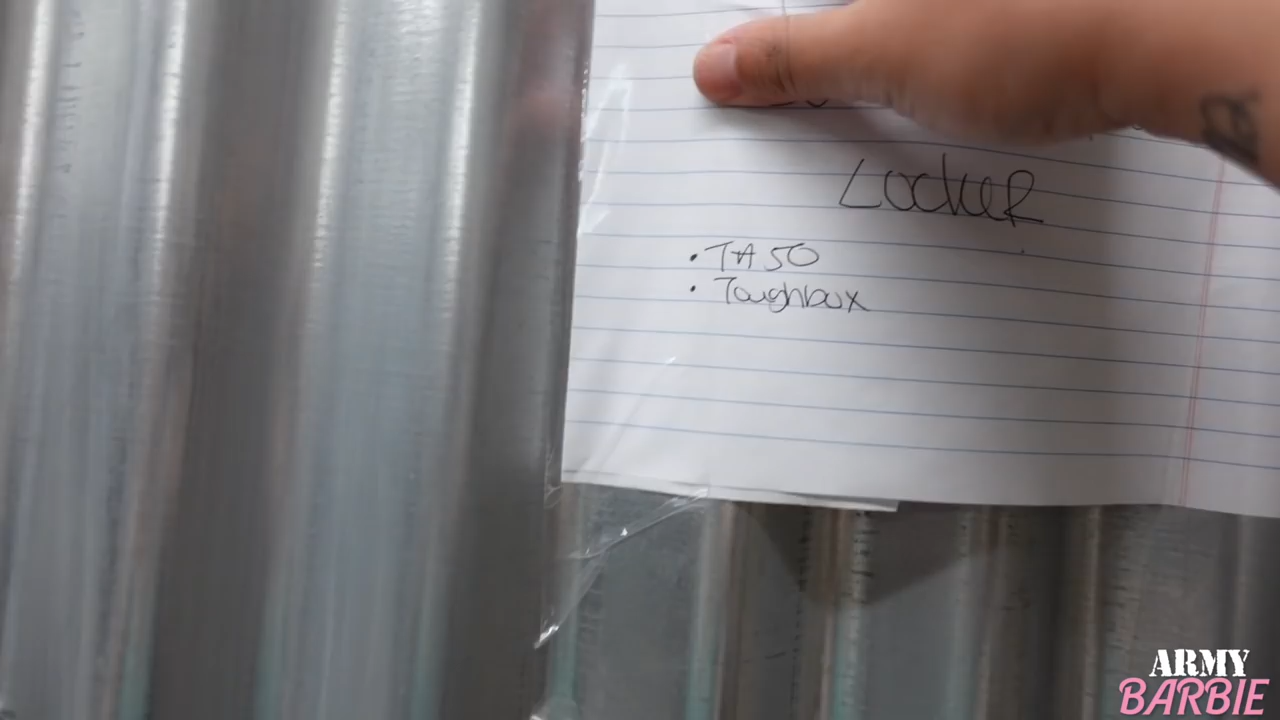 Locker
• TA 50
• Toughbox
ARMY
BARBIE